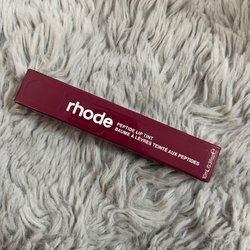 rhode
PEPTIDE LIP TINT
BAUME À LÈVRES TEINTÉ AUX PEPTIDES